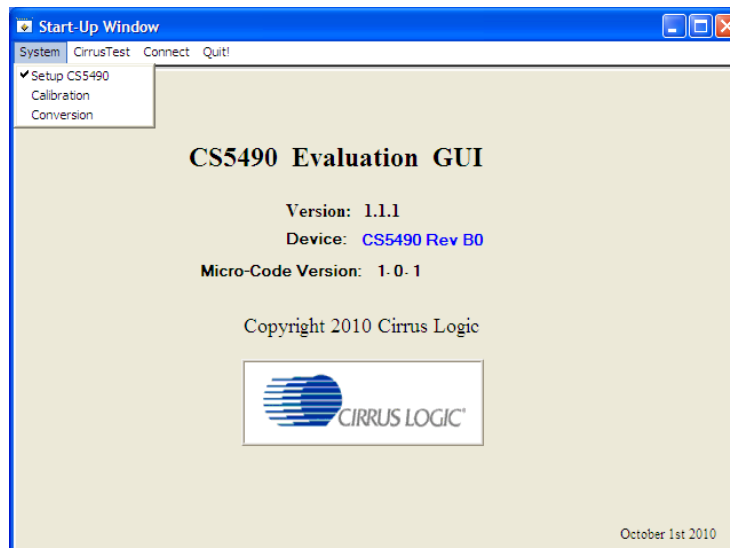 Start-Up Window
System CirrusTest Connect Quit!
Setup CS5490
Calibration
Conversion
CS5490 Evaluation GUI
Version: 1.1.1
Device: CS5490 Rev B0
Micro-Code Version: 1-0-1
Copyright 2010 Cirrus Logic
CIRRUS LOGIC®
October 1st 2010